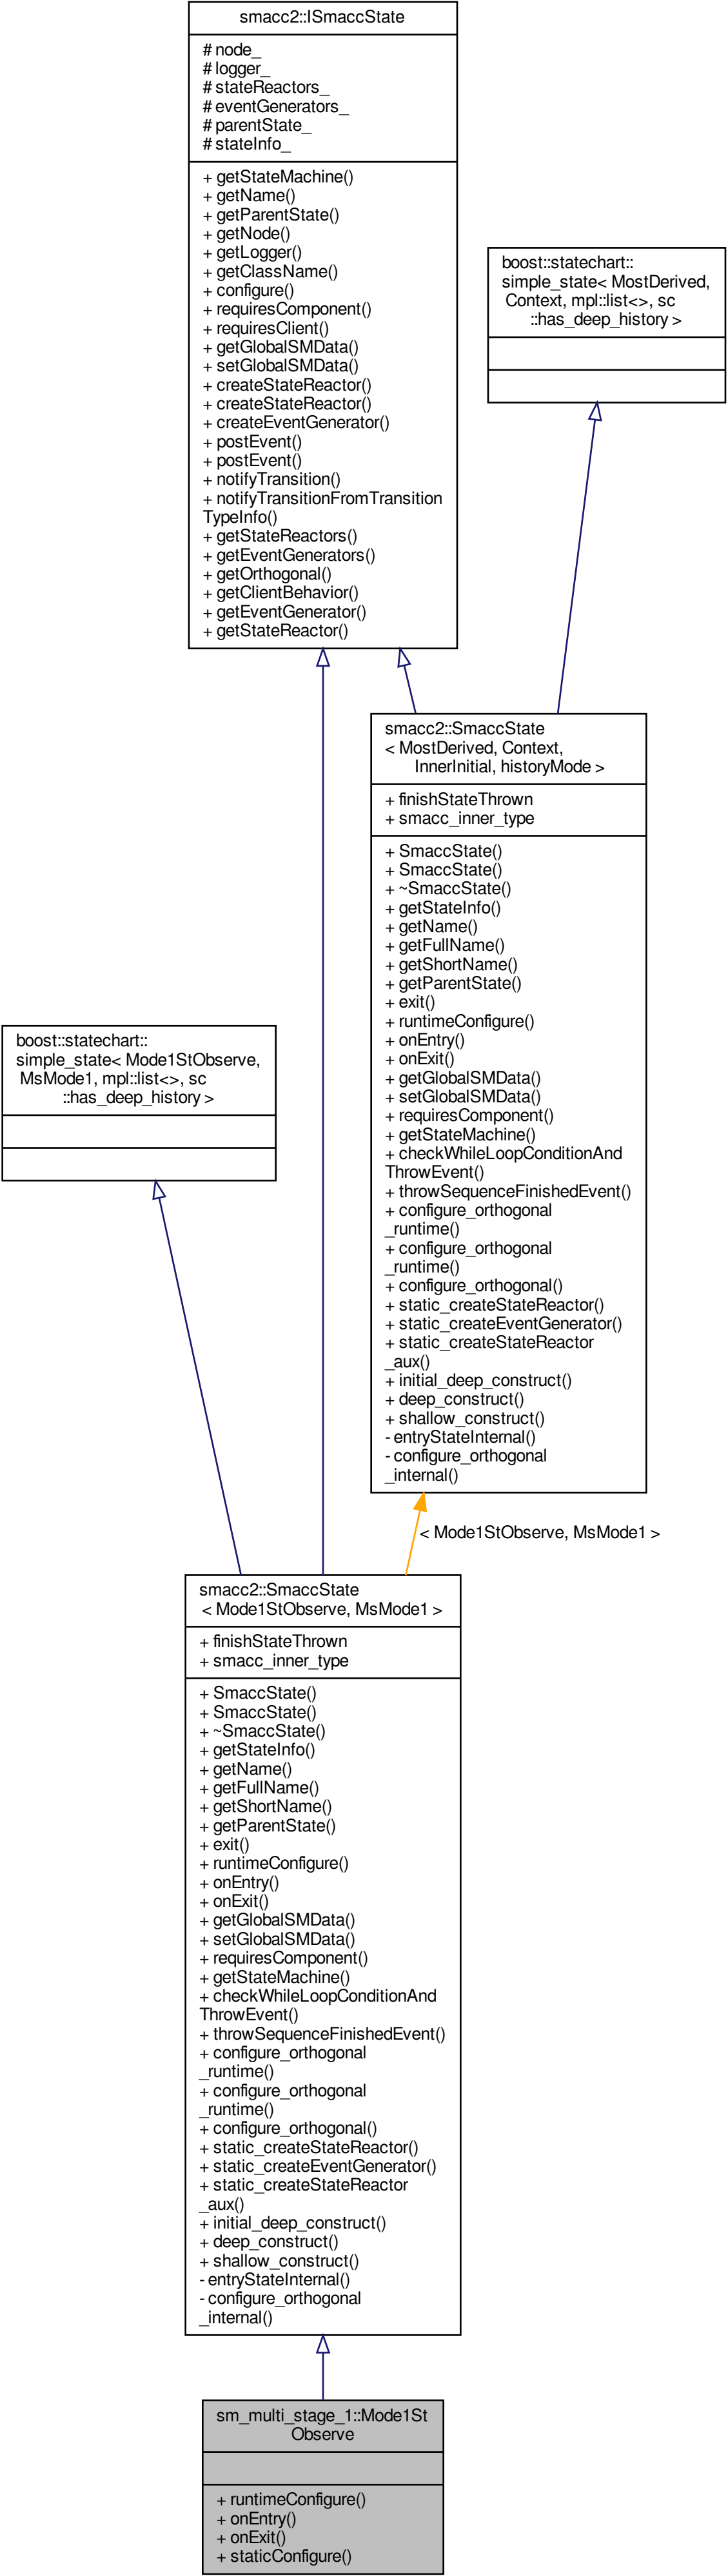 smacc2::ISmaccState
# node_
# logger_
# stateReactors_
# eventGenerators_
# parentState_
# stateInfo_
+ getStateMachine()
+ getName()
+ getParentState()
+ getNode()
+ getLogger()
+ getClassName()
+ configure()
+ requiresComponent()
+ requiresClient()
+ getGlobalSMData()
+ setGlobalSMData()
+ createStateReactor()
+ createStateReactor()
+ createEventGenerator()
+ postEvent()
+ postEvent()
+ notifyTransition()
+ notifyTransitionFromTransition
TypeInfo()
+ getStateReactors()
+ getEventGenerators()
+ getOrthogonal()
+ getClientBehavior()
+ getEventGenerator()
+ getStateReactor()
boost::statechart::
simple_state< MostDerived,
Context, mpl::list<>, sc
::has_deep_history >
smacc2::SmaccState
< MostDerived, Context,
InnerInitial, historyMode >
+ finishStateThrown
+ smacc_inner_type
+ SmaccState()
+ SmaccState()
+ ~SmaccState()
+ getStateInfo()
+ getName()
+ getFullName()
+ getShortName()
+ getParentState()
+ exit()
+ runtimeConfigure()
+ onEntry()
+ onExit()
+ getGlobalSMData()
+ setGlobalSMData()
+ requiresComponent()
+ getStateMachine()
+ checkWhileLoopConditionAnd
ThrowEvent()
+ throwSequenceFinishedEvent()
+ configure_orthogonal
_runtime()
+ configure_orthogonal
_runtime()
+ configure_orthogonal()
+ static_createStateReactor()
+ static_createEventGenerator()
+ static_createStateReactor
_aux()
+ initial_deep_construct()
+ deep_construct()
+ shallow_construct()
- entryStateInternal()
- configure_orthogonal
_internal()
boost::statechart::
simple_state< Mode1StObserve,
MsMode1, mpl::list<>, sc
::has_deep_history >
< Mode1StObserve, MsMode1 >
smacc2::SmaccState
< Mode1StObserve, MsMode1 >
+ finishStateThrown
+ smacc_inner_type
+ SmaccState()
+ SmaccState()
+ ~SmaccState()
+ getStateInfo()
+ getName()
+ getFullName()
+ getShortName()
+ getParentState()
+ exit()
+ runtimeConfigure()
+ onEntry()
+ onExit()
+ getGlobalSMData()
+ setGlobalSMData()
+ requiresComponent()
+ getStateMachine()
+ checkWhileLoopConditionAnd
ThrowEvent()
+ throwSequenceFinishedEvent()
+ configure_orthogonal
_runtime()
+ configure_orthogonal
_runtime()
+ configure_orthogonal()
+ static_createStateReactor()
+ static_createEventGenerator()
+ static_createStateReactor
_aux()
+ initial_deep_construct()
+ deep_construct()
+ shallow_construct()
- entryStateInternal()
- configure_orthogonal
_internal()
sm_multi_stage_1::Mode1St
Observe
+ runtimeConfigure()
+ onEntry()
+ onExit()
+ staticConfigure()